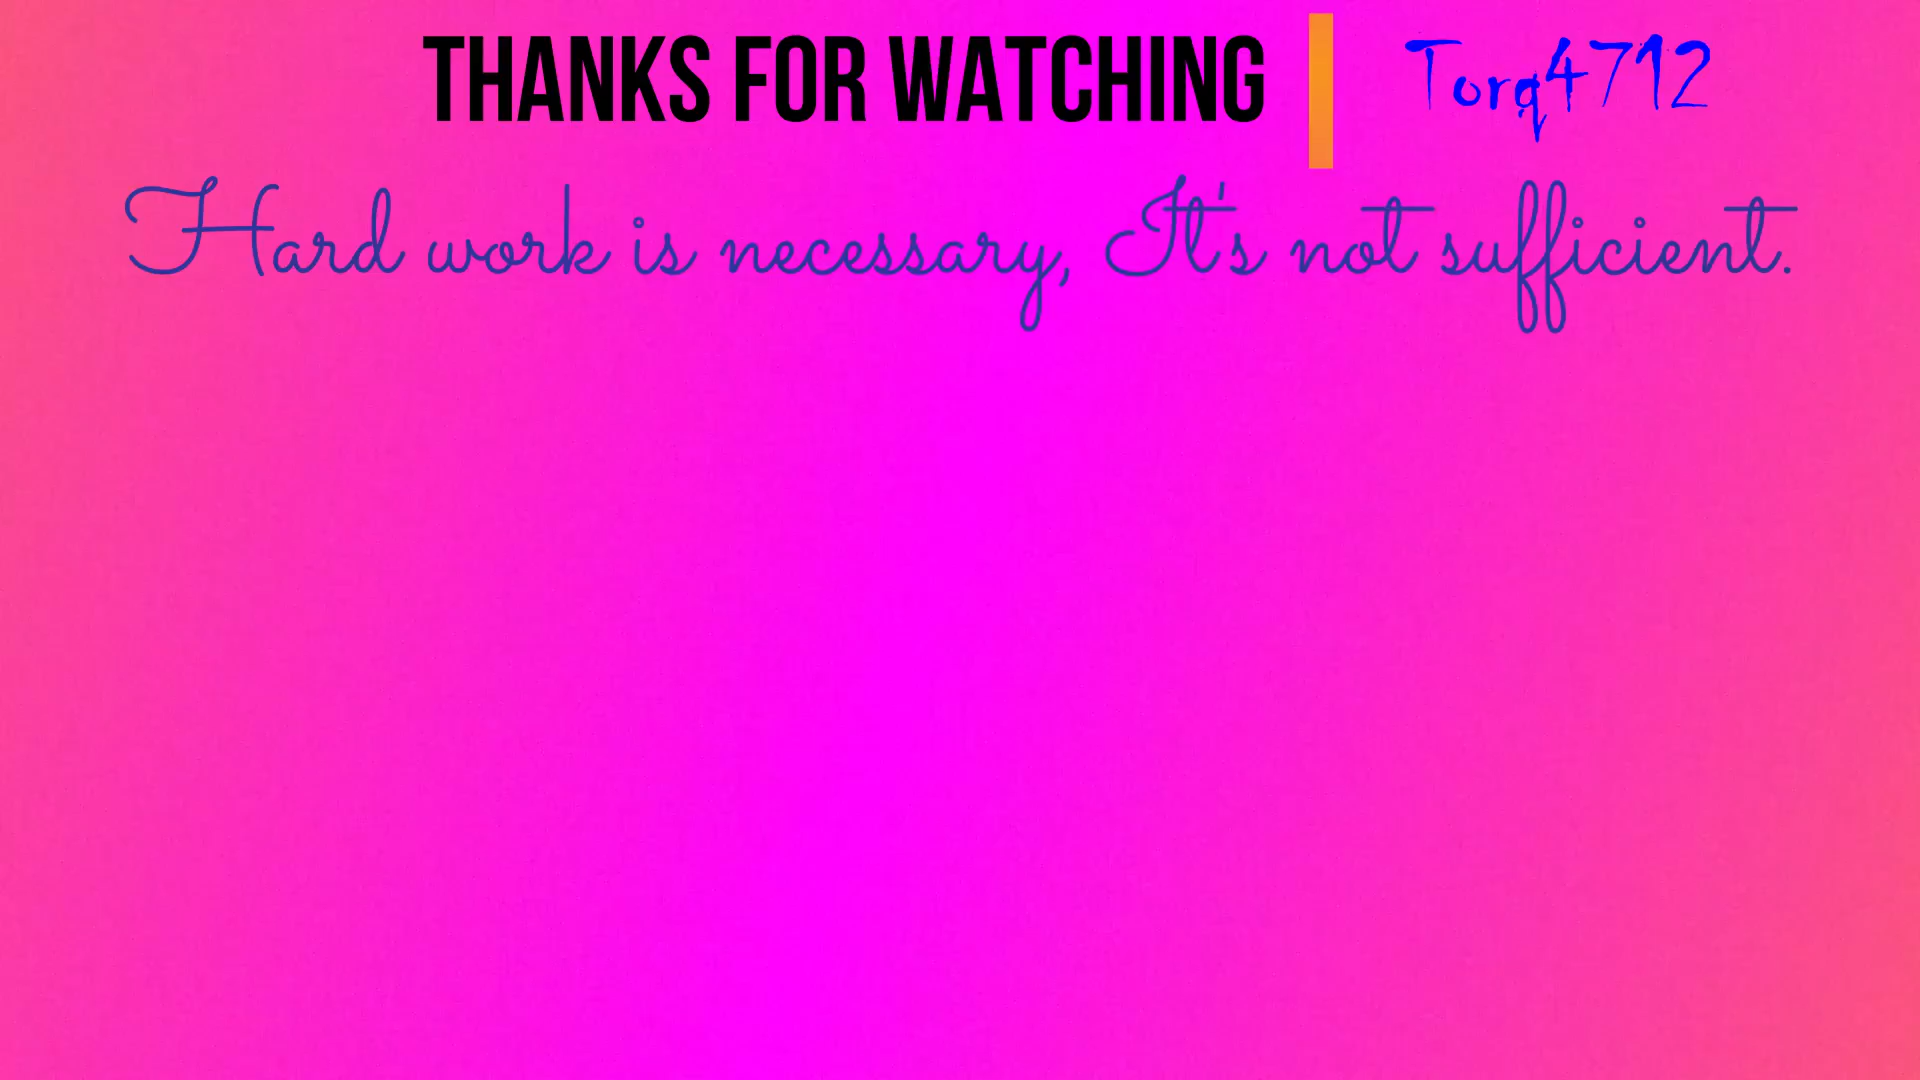 THANKS FOR WATCHING Torq4712
Hard work is necessary, It's not sufficient.